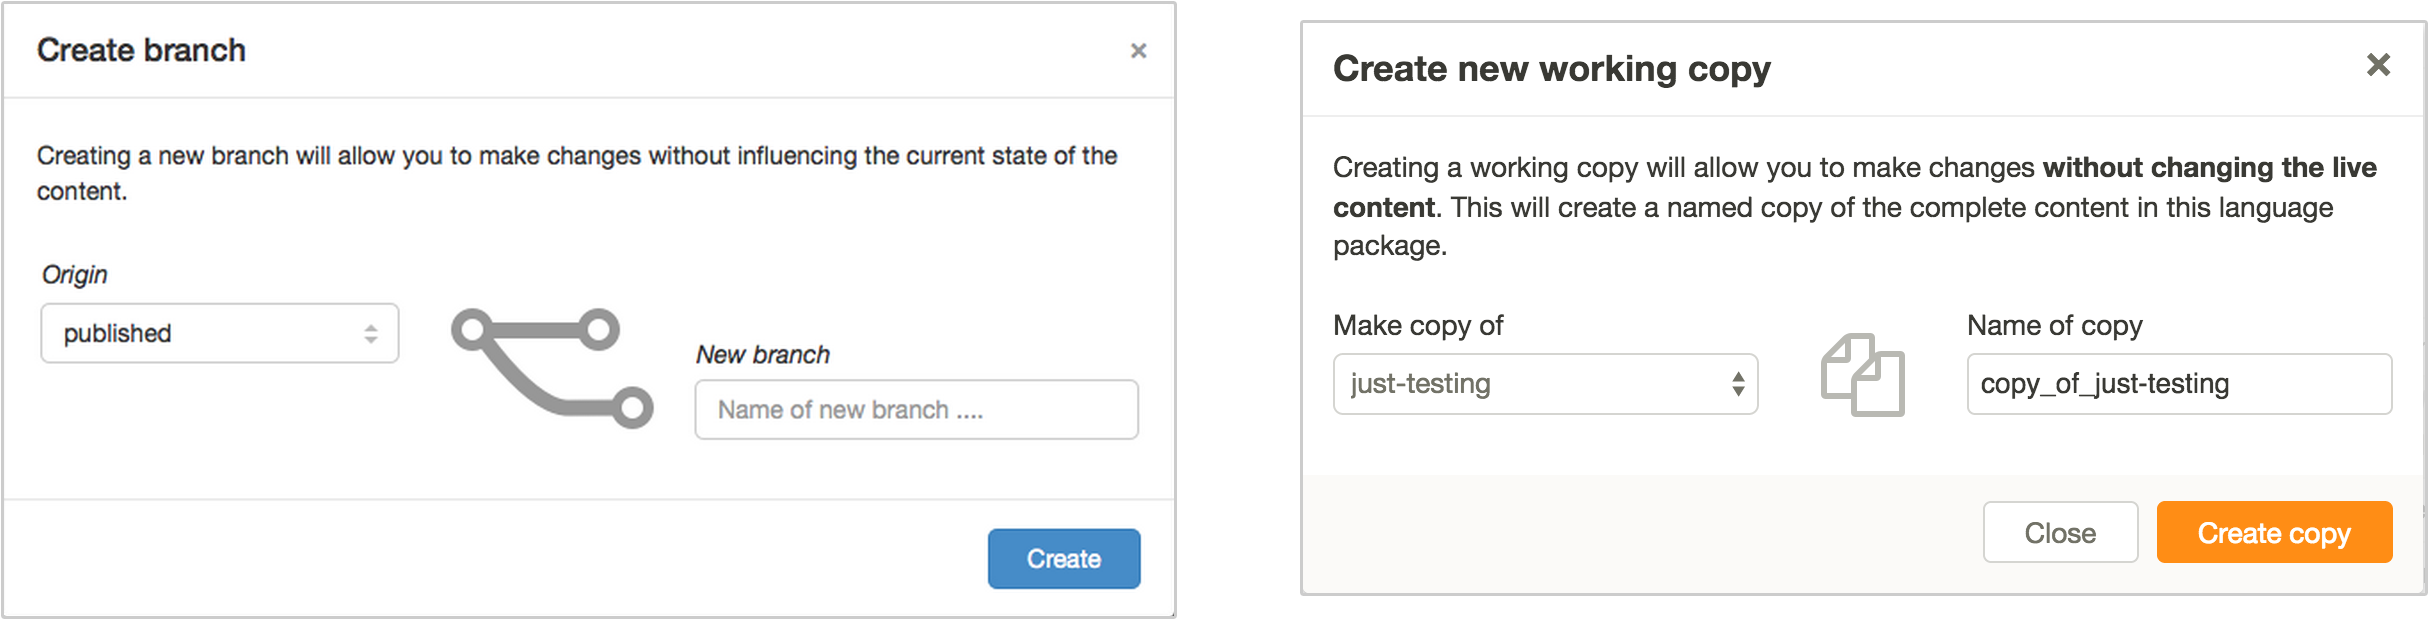 Create branch
×
Creating a new branch will allow you to make changes without influencing the current state of the
content.
Origin
published
New branch
Name of new branch ....
Create
Create new working copy
×
Creating a working copy will allow you to make changes without changing the live
content. This will create a named copy of the complete content in this language
package.
Make copy of
Name of copy
just-testing
copy_of_just-testing
Close
Create copy